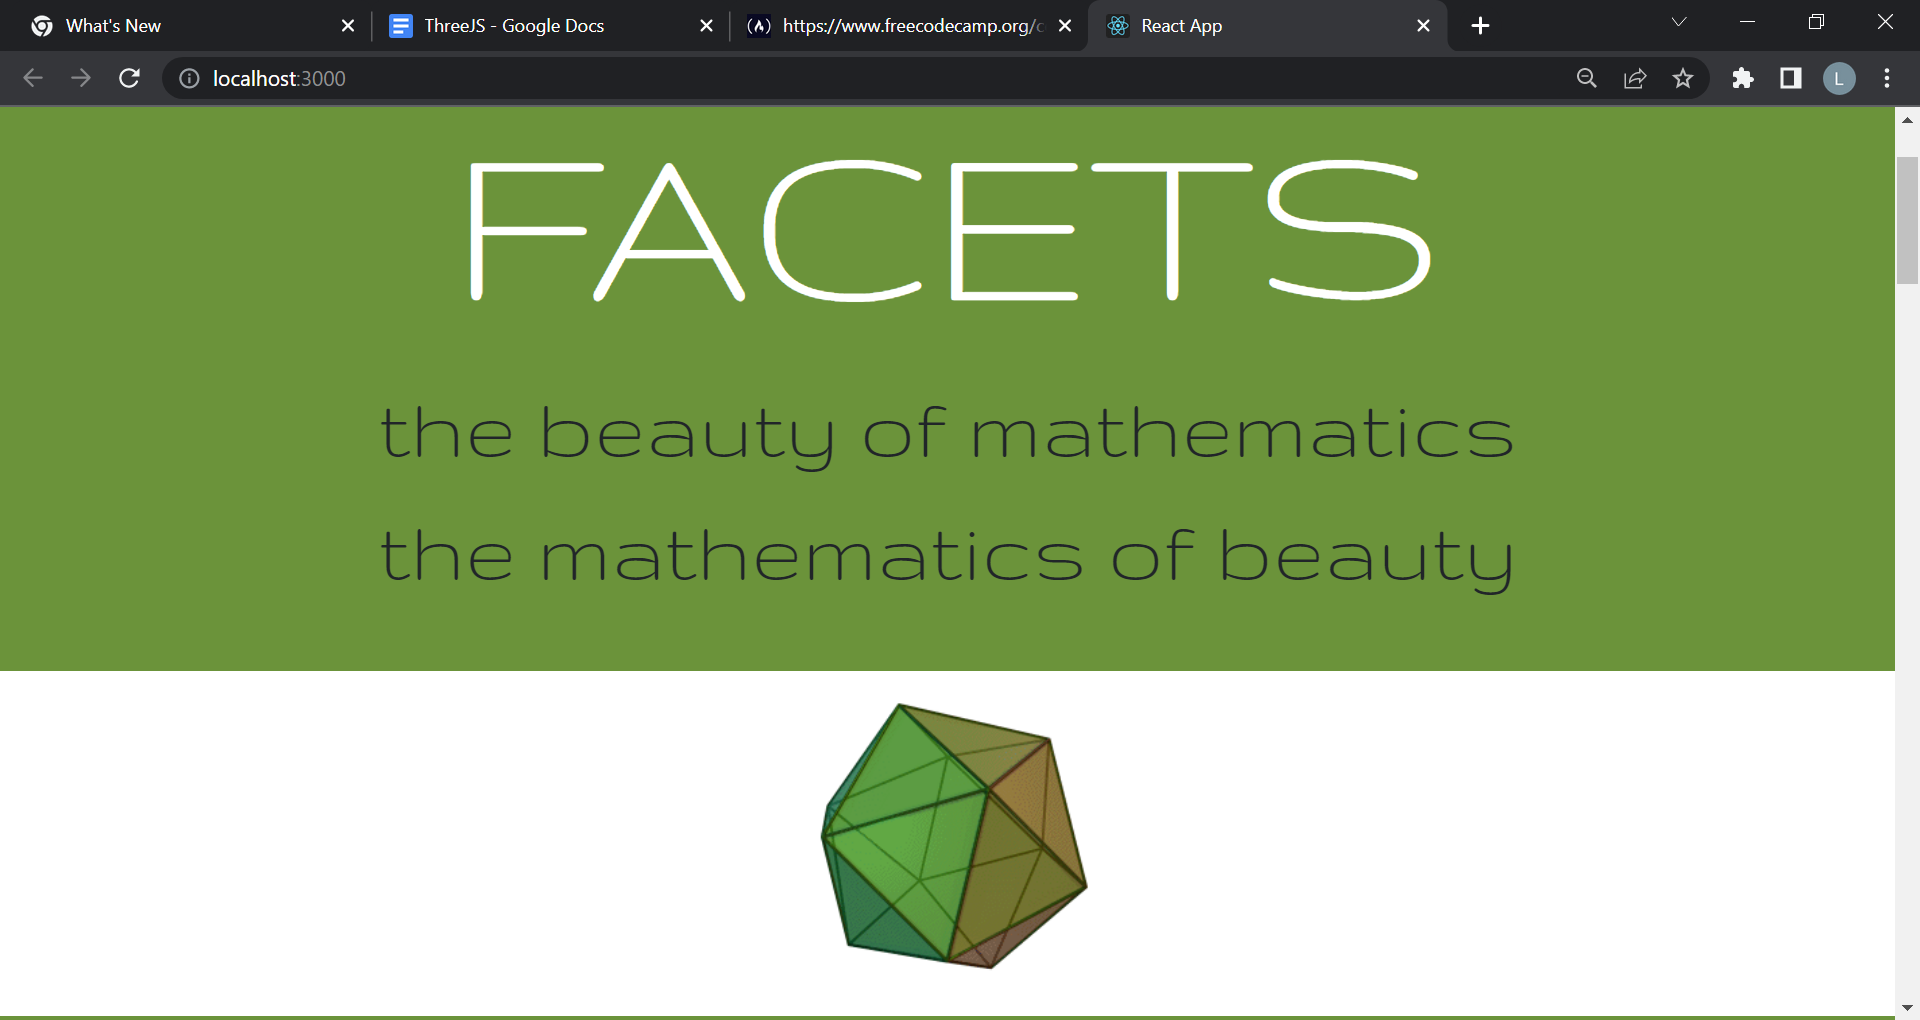 What's New
ThreeJS - Google Docs
https://www.freecodecamp.org/
React App
localhost:3000
L
FACETS
the beauty of mathematics
the mathematics of beauty